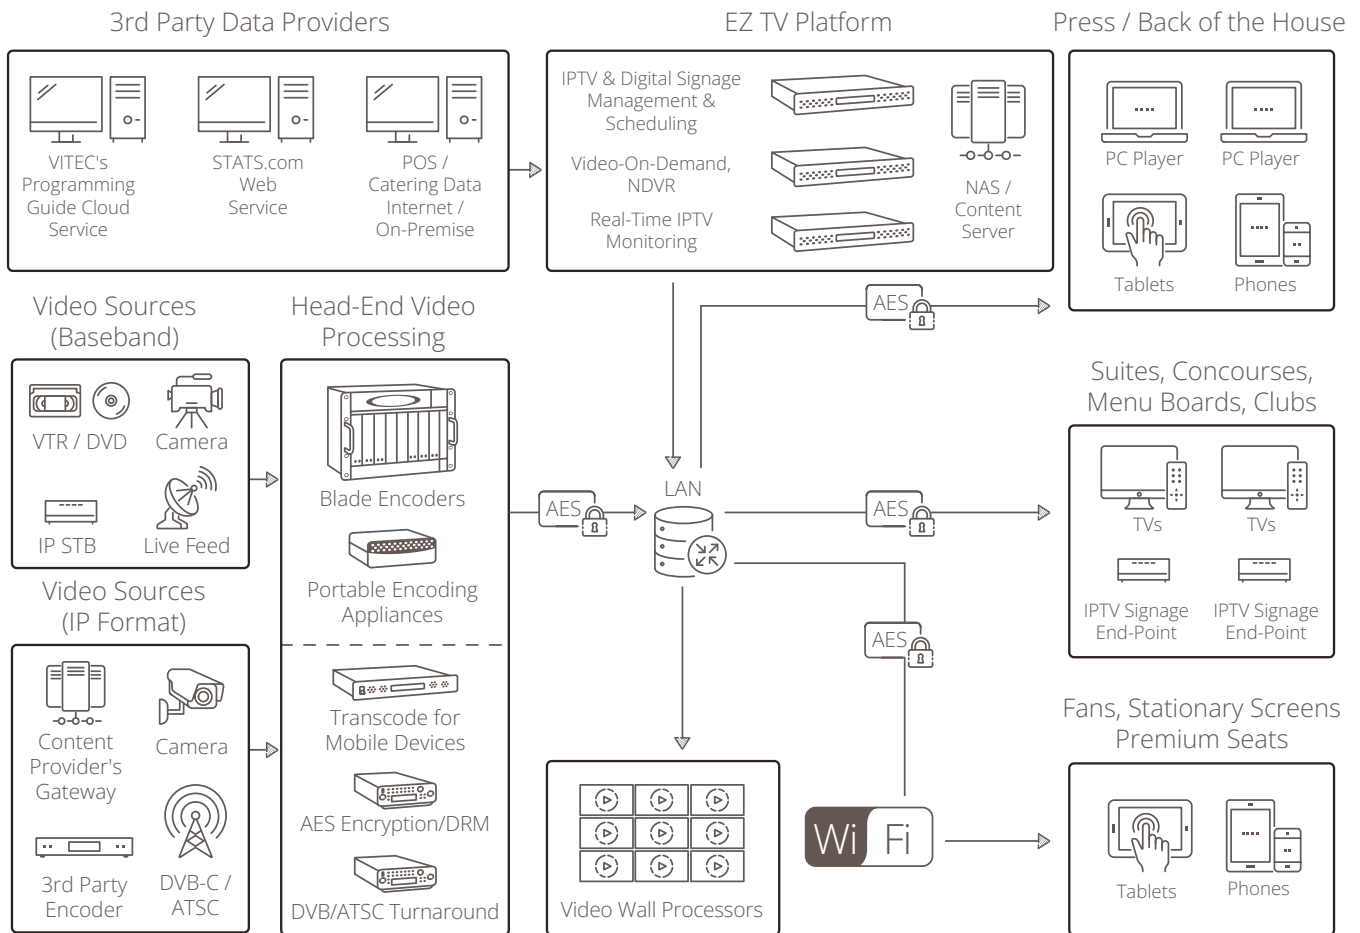 3rd Party Data Providers
VITEC's
Programming
Guide Cloud
Service
STATS.com
Web
Service
POS /
Catering Data
Internet /
On-Premise
EZ TV Platform
IPTV & Digital Signage
Management &
Scheduling
Video-On-Demand,
NDVR
Real-Time IPTV
Monitoring
NAS /
Content
Server
Press / Back of the House
PC Player
PC Player
Tablets
Phones
Video Sources
(Baseband)
VTR / DVD
Camera
IP STB
Live Feed
Video Sources
(IP Format)
Content
Provider's
Gateway
Camera
3rd Party
Encoder
DVB-C /
ATSC
Head-End Video
Processing
Blade Encoders
Portable Encoding
Appliances
Transcode for
Mobile Devices
AES Encryption/DRM
DVB/ATSC Turnaround
AES
LAN
AES
AES
AES
Video Wall Processors
Wi Fi
Suites, Concourses,
Menu Boards, Clubs
TVs
TVs
IPTV Signage
End-Point
IPTV Signage
End-Point
Fans, Stationary Screens
Premium Seats
Tablets
Phones